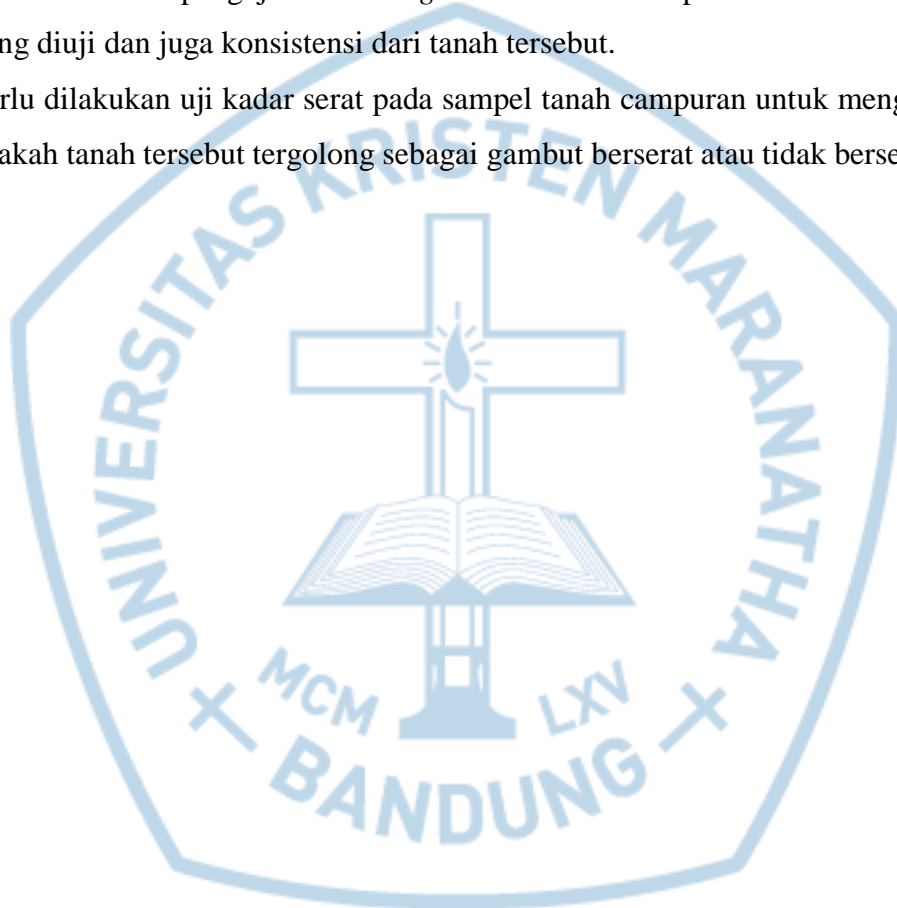 ng diuji dan juga konsistensi dari tanah tersebut.
rlu dilakukan uji kadar serat pada sampel tanah campuran untuk meng
akah tanah tersebut tergolong sebagai gambut berserat atau tidak berse
UNIVERSITAS KRISTEN MARANATHA
MCM LXV
BANDUNG